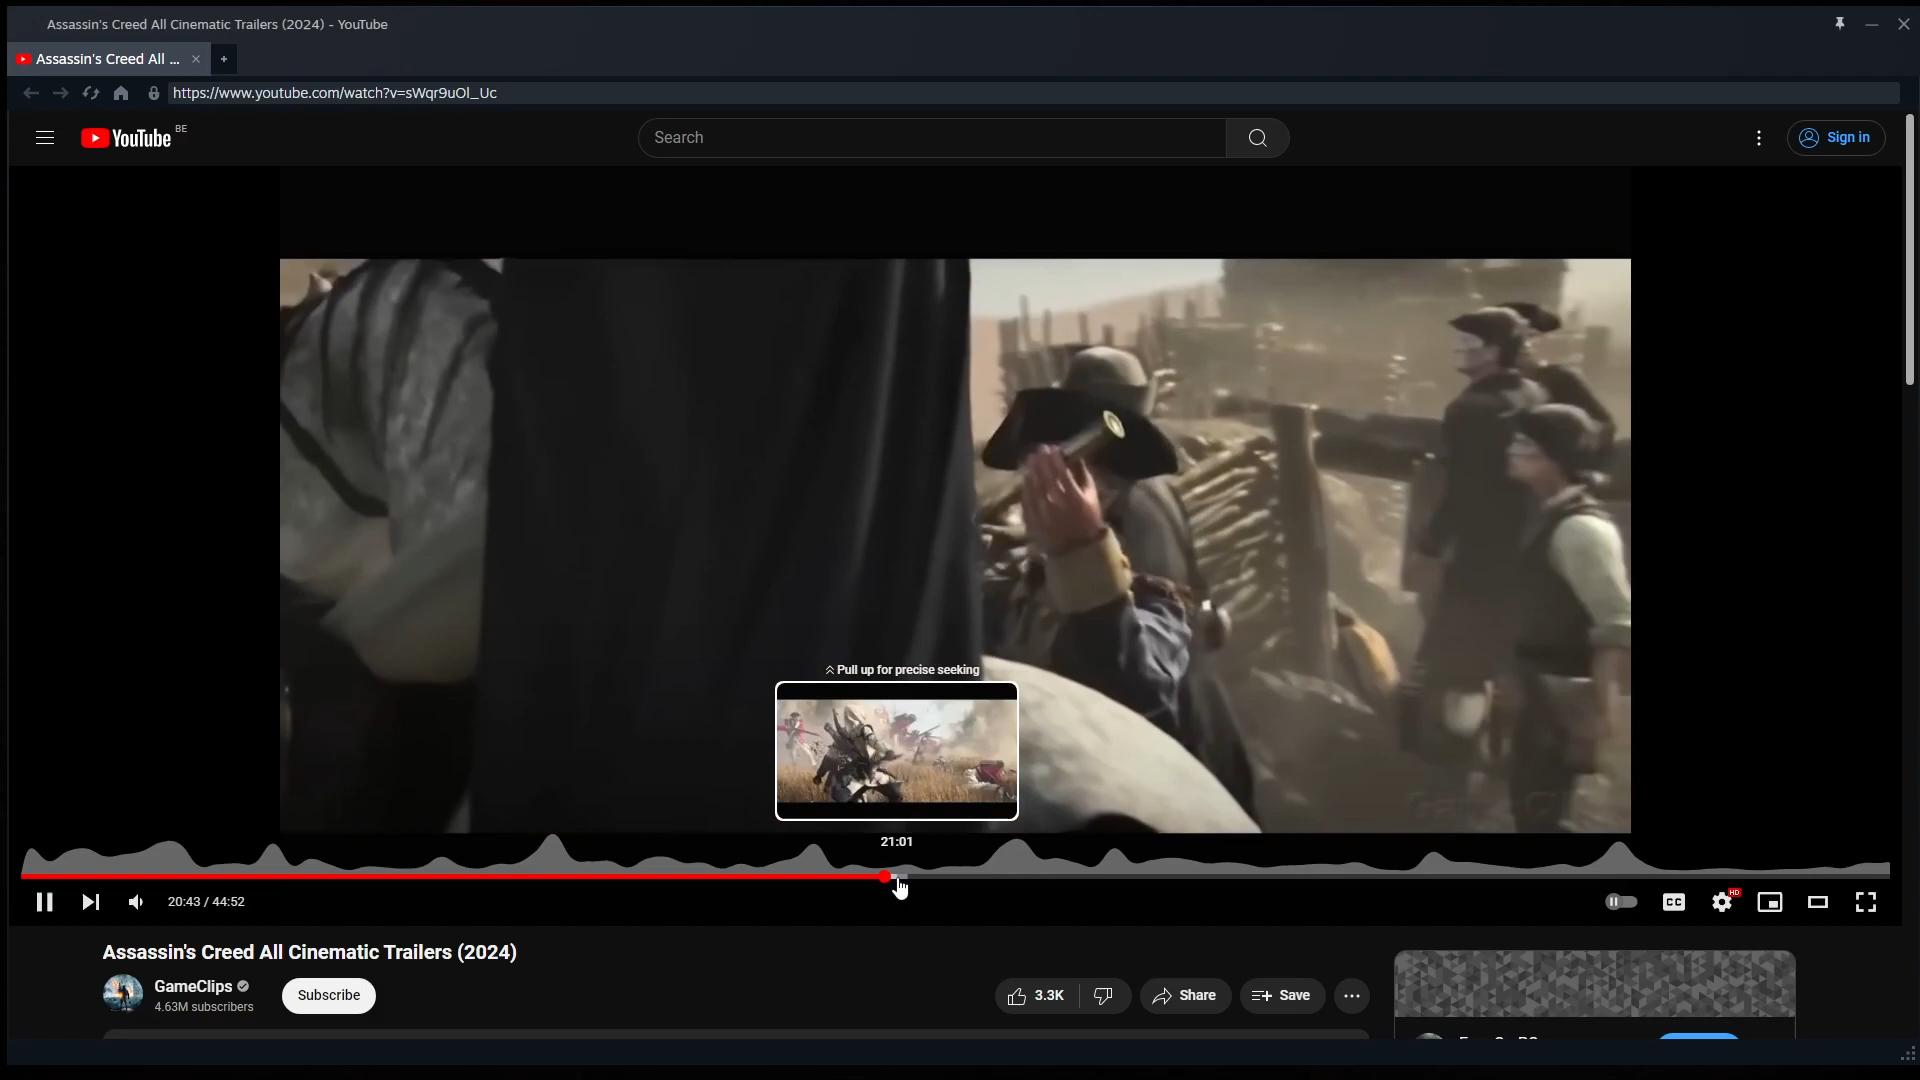 Assassin's Creed All Cinematic Trailers (2024) - YouTube
Assassin's Creed All ...
https://www.youtube.com/watch?v=sWqr9uOl_Uc
YouTube BE
Search
Sign in
Pull up for precise seeking
21:01
20:43 / 44:52
CC
HD
Assassin's Creed All Cinematic Trailers (2024)
GameClips
4.63M subscribers
Subscribe
3.3K
Share
Save